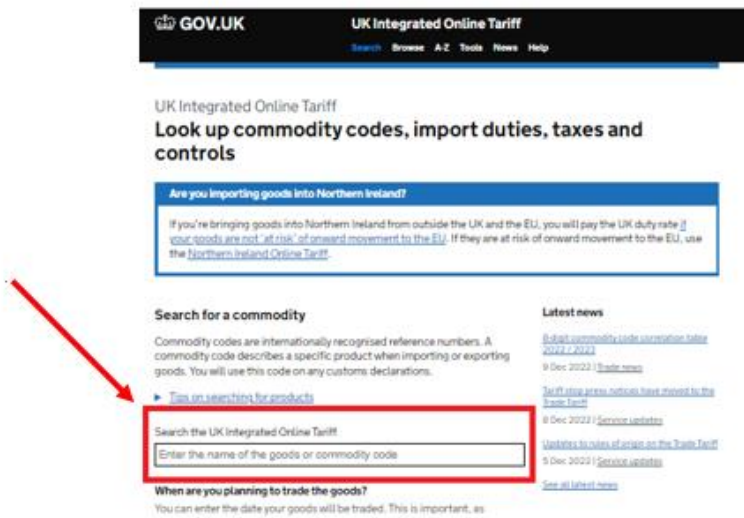 GOV.UK
UK Integrated Online Tariff
Search Browse A-Z Tools News Help
UK Integrated Online Tariff
Look up commodity codes, import duties, taxes and
controls
Are you importing goods into Northern Ireland?
If you're bringing goods into Northern Ireland from outside the UK and the EU, you will pay the UK duty rate if
your goods are not 'at risk' of onward movement to the EU. If they are at risk of onward movement to the EU, use
the Northern Ireland Online Tariff.
Search for a commodity
Commodity codes are internationally recognised reference numbers. A
commodity code describes a specific product when importing or exporting
goods. You will use this code on any customs declarations.
Tips on searching for products
Search the UK Integrated Online Tariff
Enter the name of the goods or commodity code
When are you planning to trade the goods?
You can enter the date your goods will be traded. This is important, as
Latest news
8-digit commodity code correlation table
2022 / 2023
9 Dec 2022 | Trade news
Tariff stop press notices have moved to the
Trade Tariff
8 Dec 2022 | Service updates
Updates to rules of origin on the Trade Tariff
5 Dec 2022 | Service updates
See all latest news